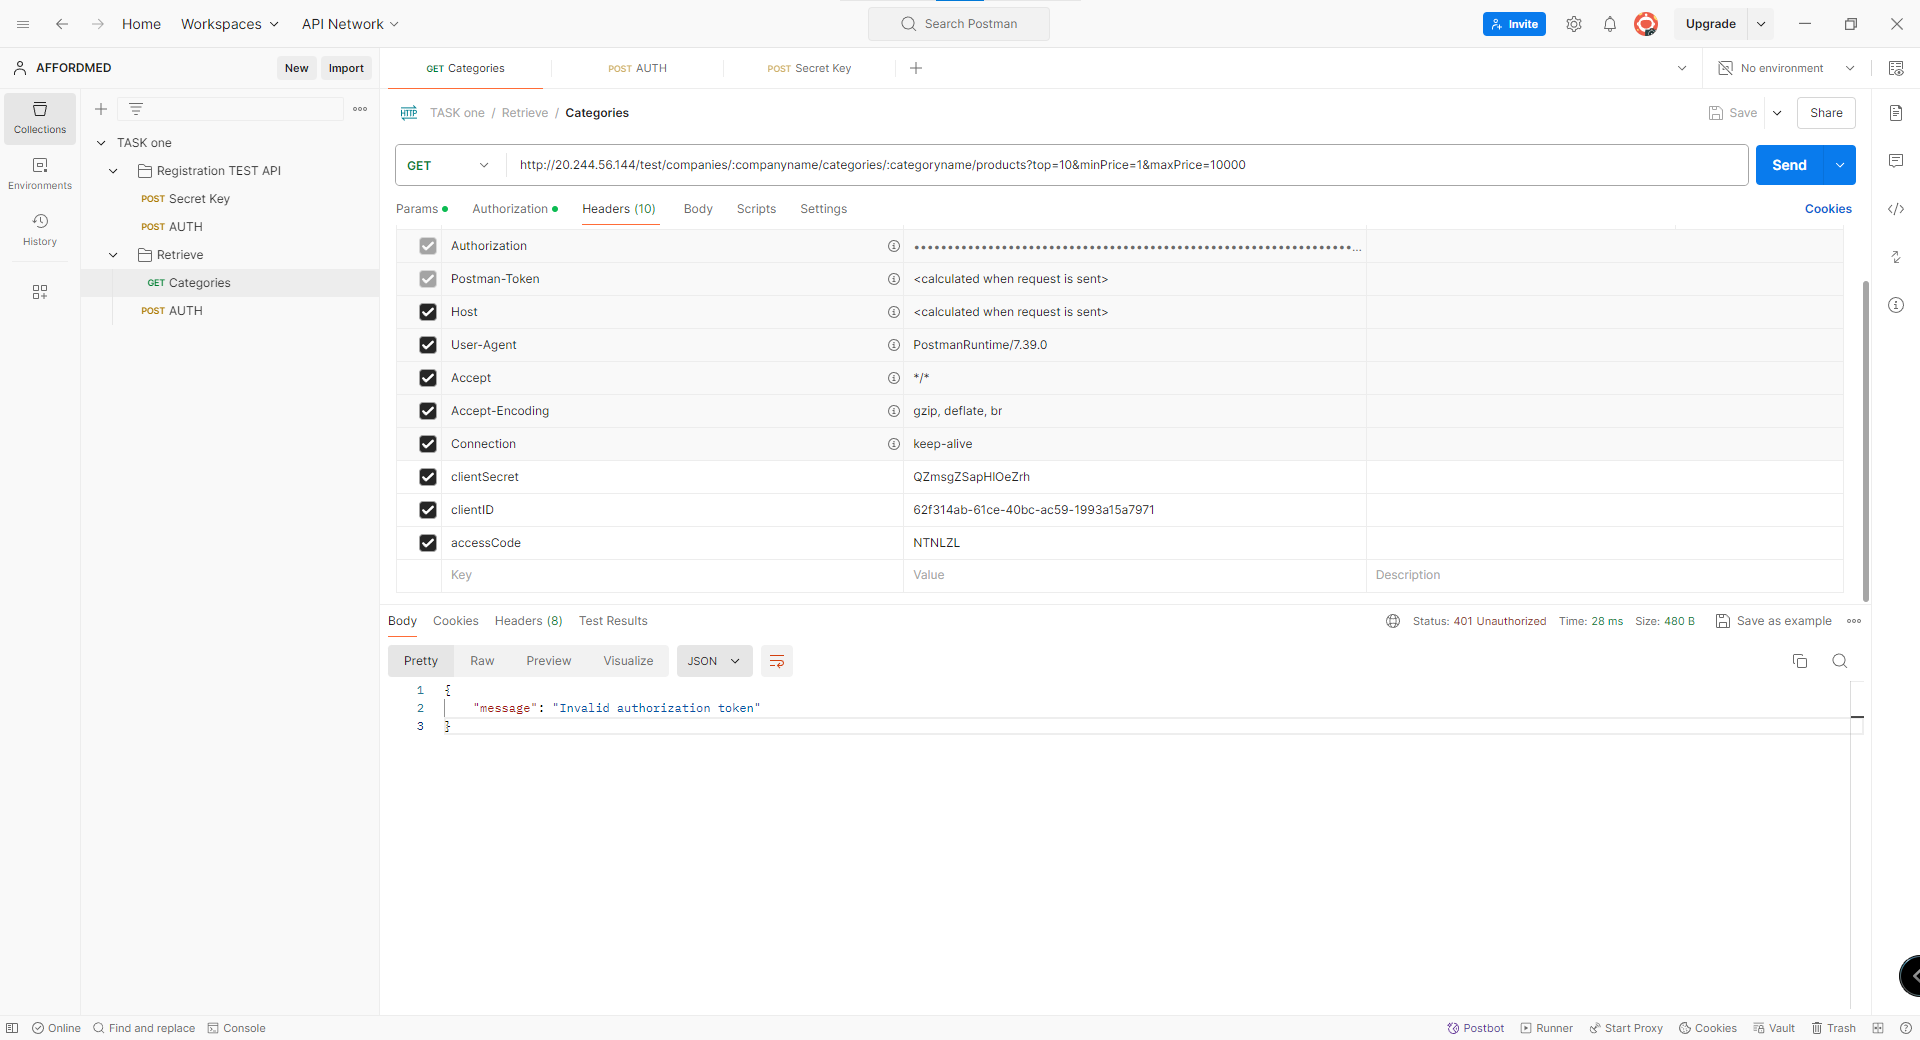 Home Workspaces API Network Search Postman Invite Upgrade
AFFORDMED New Import GET Categories POST AUTH POST Secret Key No environment
Collections
Environments
History
TASK one
Registration TEST API
POST Secret Key
POST AUTH
Retrieve
GET Categories
POST AUTH
HTTP TASK one / Retrieve / Categories Save Share
GET http://20.244.56.144/test/companies/:companyname/categories/:categoryname/products?top=10&minPrice=1&maxPrice=10000 Send
Params Authorization Headers (10) Body Scripts Settings Cookies
Authorization ••••••••••••••••••••••••••••••••••••••••••••••••••••••••••••••••••...
Postman-Token <calculated when request is sent>
Host <calculated when request is sent>
User-Agent PostmanRuntime/7.39.0
Accept */*
Accept-Encoding gzip, deflate, br
Connection keep-alive
clientSecret QZmsgZSapHlOeZrh
clientID 62f314ab-61ce-40bc-ac59-1993a15a7971
accessCode NTNLZL
Key Value Description
Body Cookies Headers (8) Test Results Status: 401 Unauthorized Time: 28 ms Size: 480 B Save as example
Pretty Raw Preview Visualize JSON
1 {
2 "message": "Invalid authorization token"
3 }
Online Find and replace Console Postbot Runner Start Proxy Cookies Vault Trash